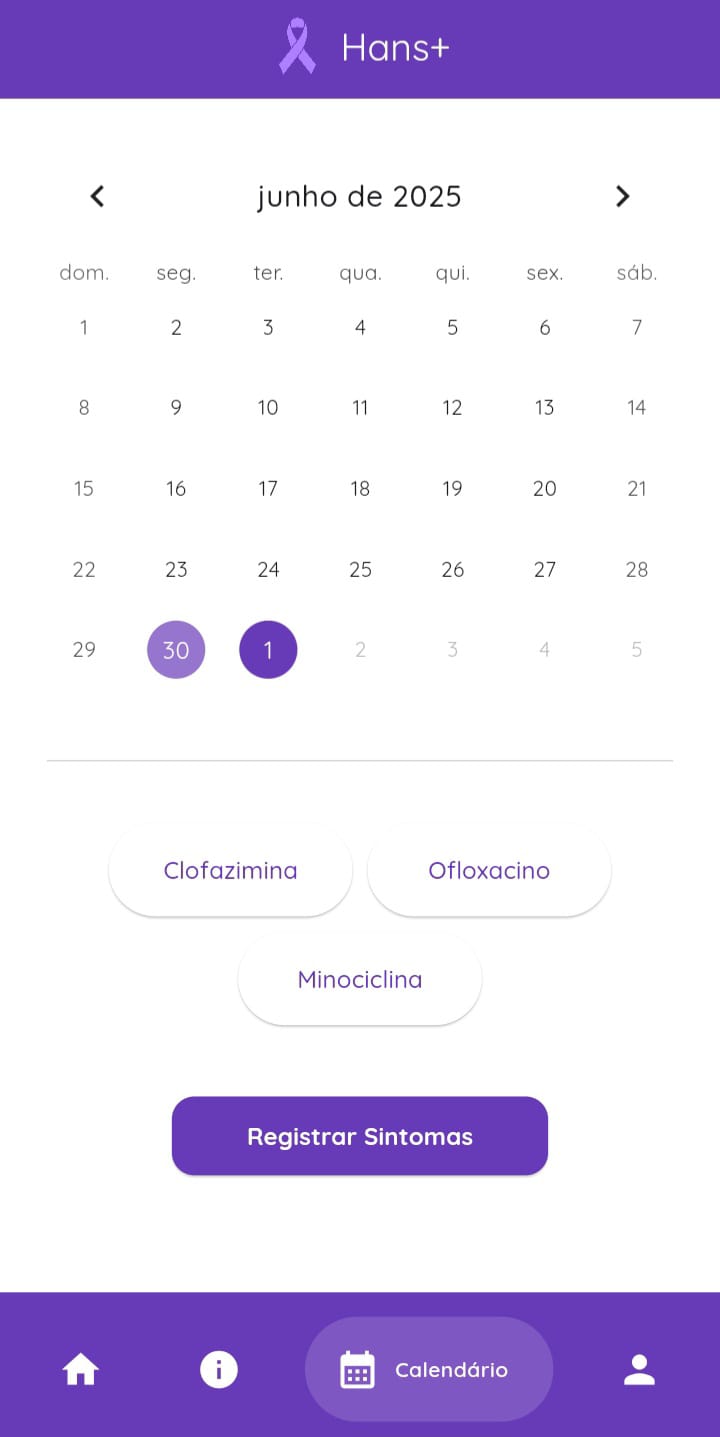 Hans+
junho de 2025
dom. seg. ter. qua. qui. sex. sáb.
1 2 3 4 5 6 7
8 9 10 11 12 13 14
15 16 17 18 19 20 21
22 23 24 25 26 27 28
29 30 1 2 3 4 5
Clofazimina Ofloxacino
Minociclina
Registrar Sintomas
Calendário